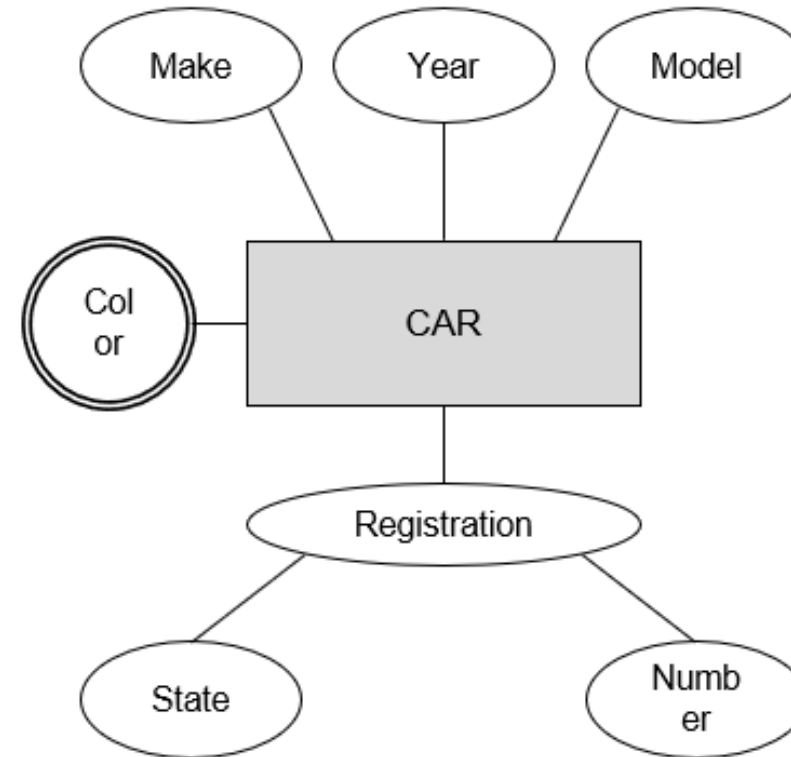 Make
Year
Model
Col
or
CAR
Registration
State
Numb
er